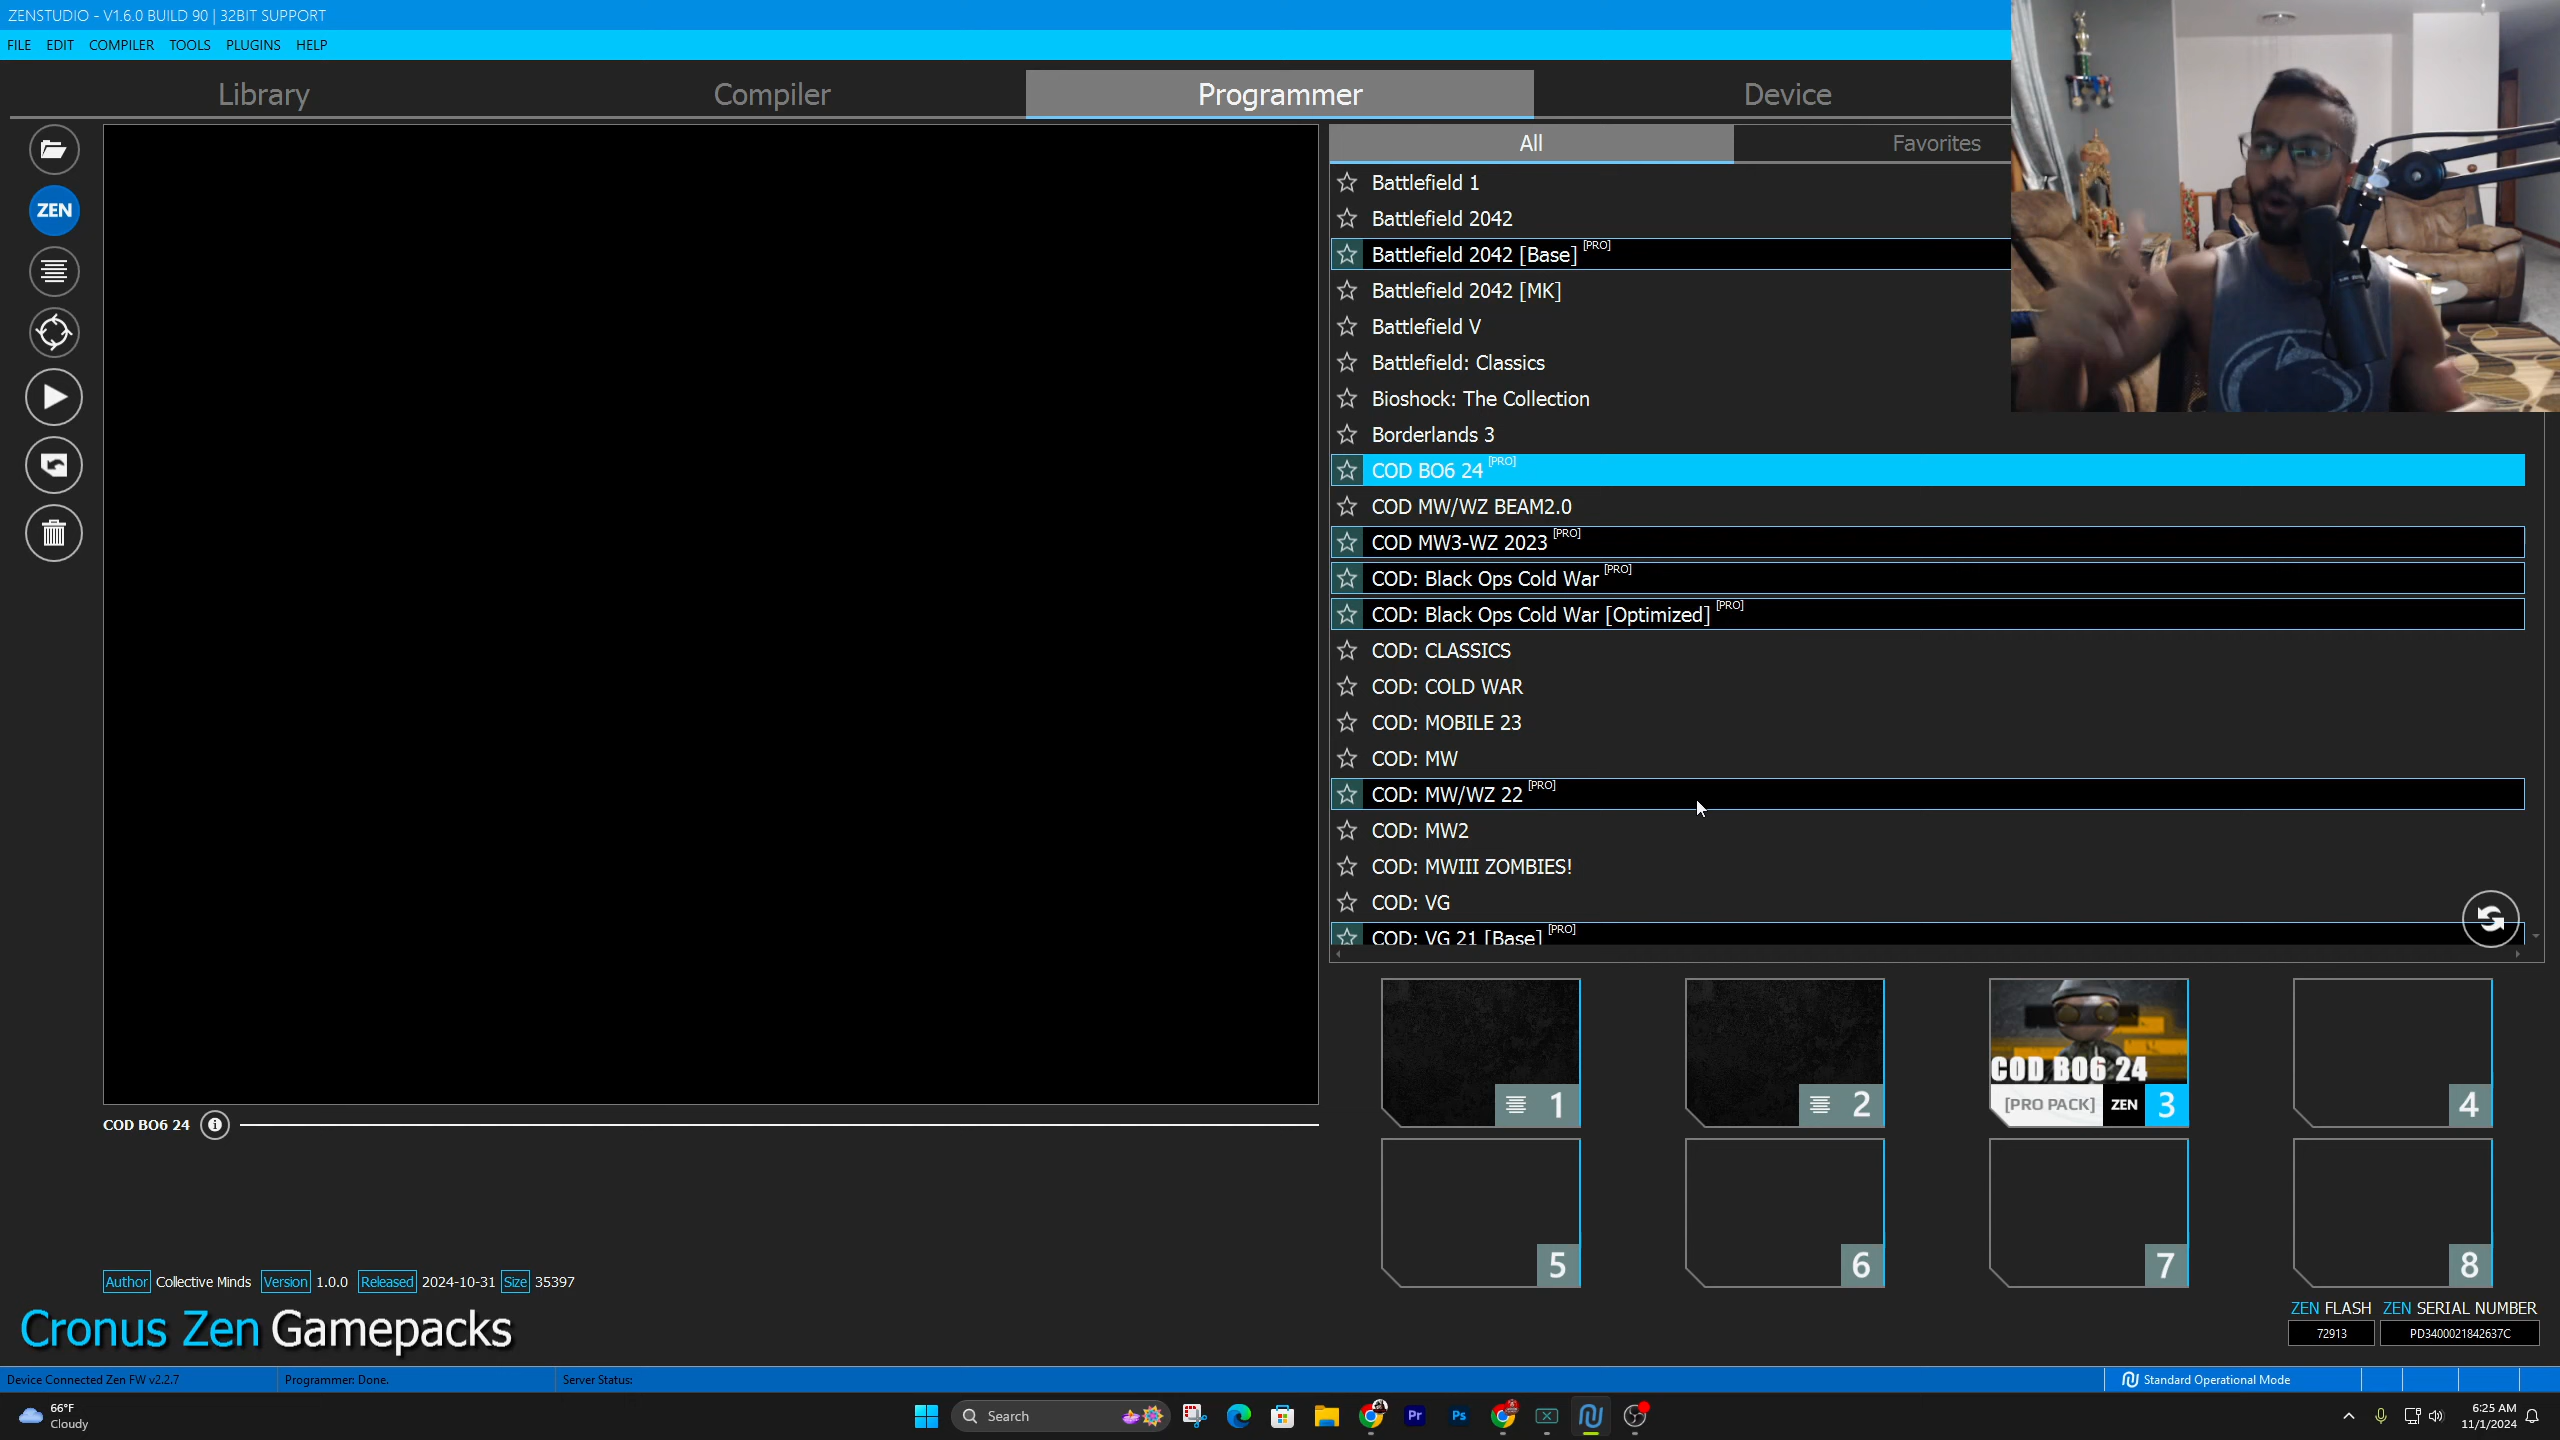 ZENSTUDIO - V1.6.0 BUILD 90 | 32BIT SUPPORT
FILE EDIT COMPILER TOOLS PLUGINS HELP
Library Compiler Programmer Device
All Favorites
ZEN
Battlefield 1
Battlefield 2042
Battlefield 2042 [Base] [PRO]
Battlefield 2042 [MK]
Battlefield V
Battlefield: Classics
Bioshock: The Collection
Borderlands 3
COD BO6 24 [PRO]
COD MW/WZ BEAM2.0
COD MW3-WZ 2023 [PRO]
COD: Black Ops Cold War [PRO]
COD: Black Ops Cold War [Optimized] [PRO]
COD: CLASSICS
COD: COLD WAR
COD: MOBILE 23
COD: MW
COD: MW/WZ 22 [PRO]
COD: MW2
COD: MWIII ZOMBIES!
COD: VG
COD: VG 21 [Base] [PRO]
COD BO6 24
1 2 [PRO PACK] ZEN 3 4
COD BO6 24
5 6 7 8
Author Collective Minds Version 1.0.0 Released 2024-10-31 Size 35397
Cronus Zen Gamepacks
ZEN FLASH ZEN SERIAL NUMBER
72913 PD3400021842637C
Device Connected Zen FW v2.2.7 Programmer: Done. Server Status: Standard Operational Mode
66°F
Cloudy
Search
Pr Ps
6:25 AM
11/1/2024